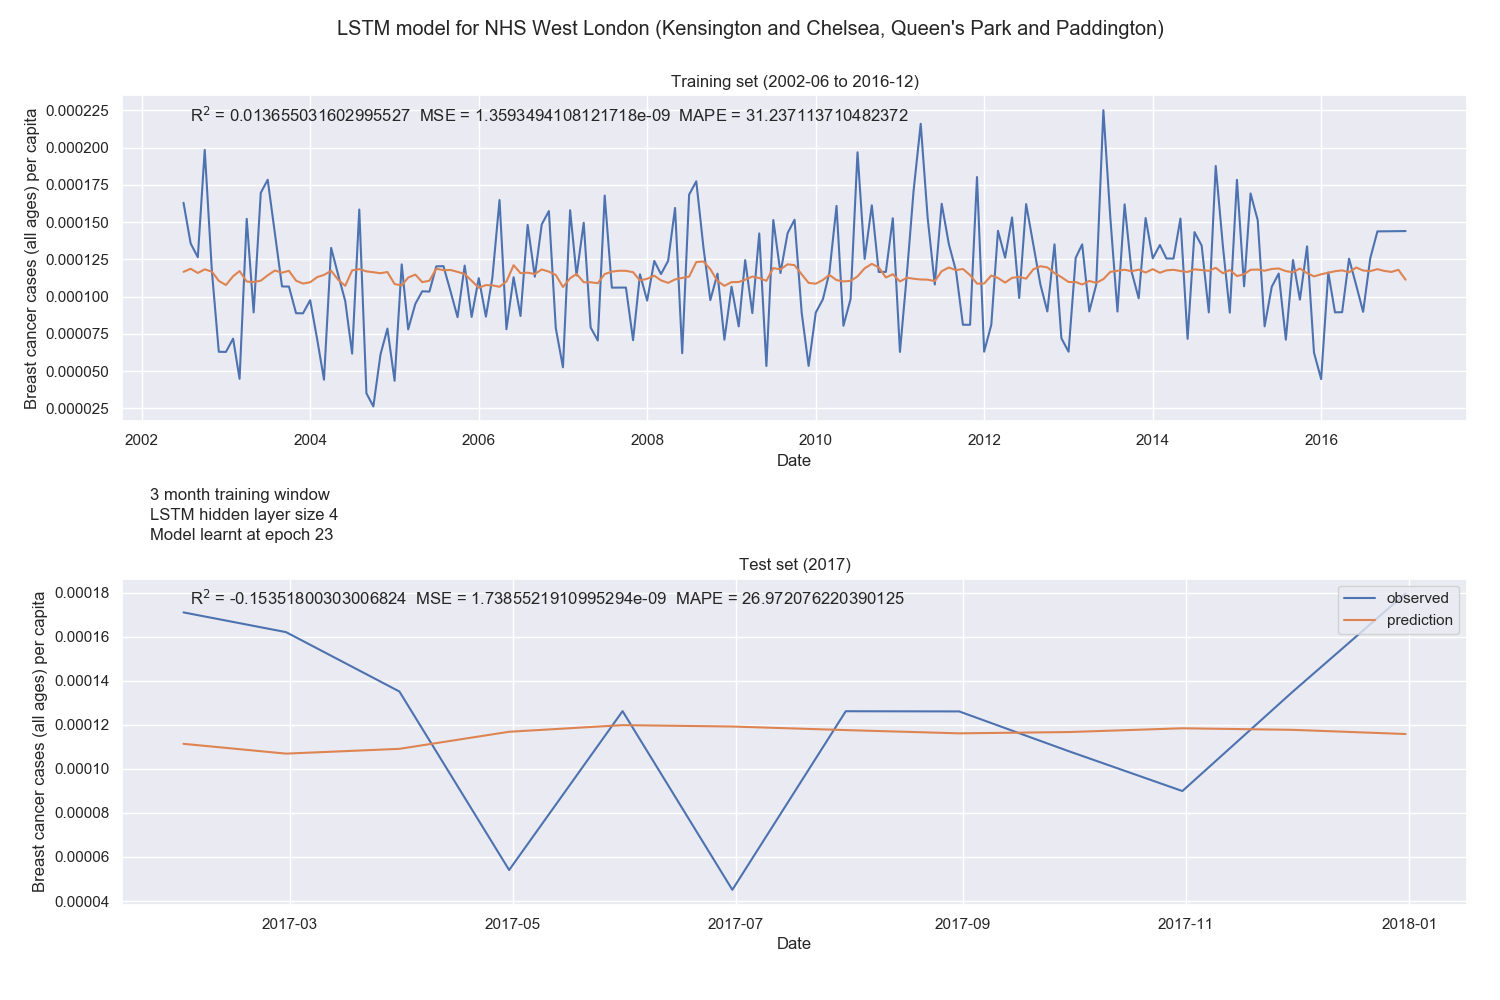 LSTM model for NHS West London (Kensington and Chelsea, Queen's Park and Paddington)
Training set (2002-06 to 2016-12)
R² = 0.013655031602995527 MSE = 1.3593494108121718e-09 MAPE = 31.237113710482372
Breast cancer cases (all ages) per capita
0.000225
0.000200
0.000175
0.000150
0.000125
0.000100
0.000075
0.000050
0.000025
2002 2004 2006 2008 2010 2012 2014 2016
Date
3 month training window
LSTM hidden layer size 4
Model learnt at epoch 23
Test set (2017)
R² = -0.15351800303006824 MSE = 1.7385521910995294e-09 MAPE = 26.972076220390125
observed
prediction
Breast cancer cases (all ages) per capita
0.00018
0.00016
0.00014
0.00012
0.00010
0.00008
0.00006
0.00004
2017-03 2017-05 2017-07 2017-09 2017-11 2018-01
Date